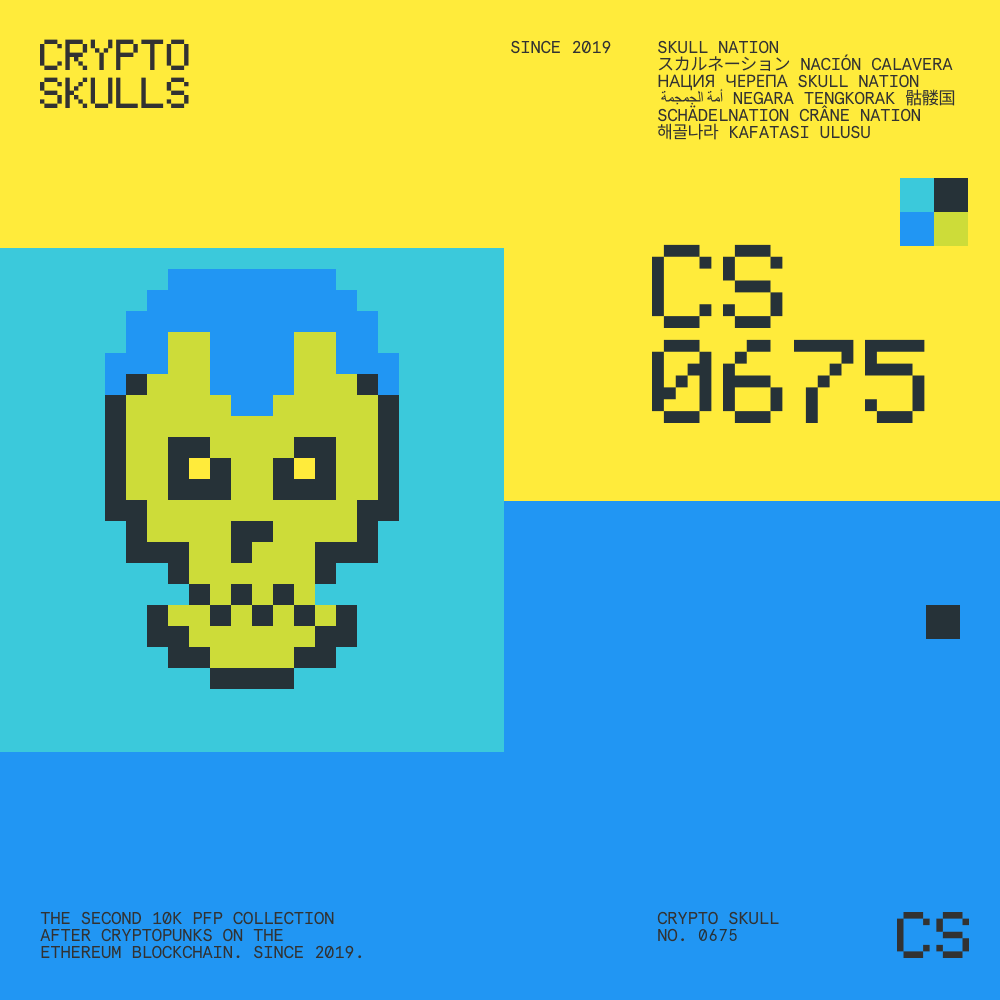 CRYPTO
SKULLS
SINCE 2019
SKULL NATION
スカルネーション NACIÓN CALAVERA
НАЦИЯ ЧЕРЕПА SKULL NATION
أمة الجمجمة NEGARA TENGKORAK 骷髅国
SCHÄDELNATION CRÂNE NATION
해골나라 KAFATASI ULUSU
CS
0675
THE SECOND 10K PFP COLLECTION
AFTER CRYPTOPUNKS ON THE
ETHEREUM BLOCKCHAIN. SINCE 2019.
CRYPTO SKULL
NO. 0675
CS